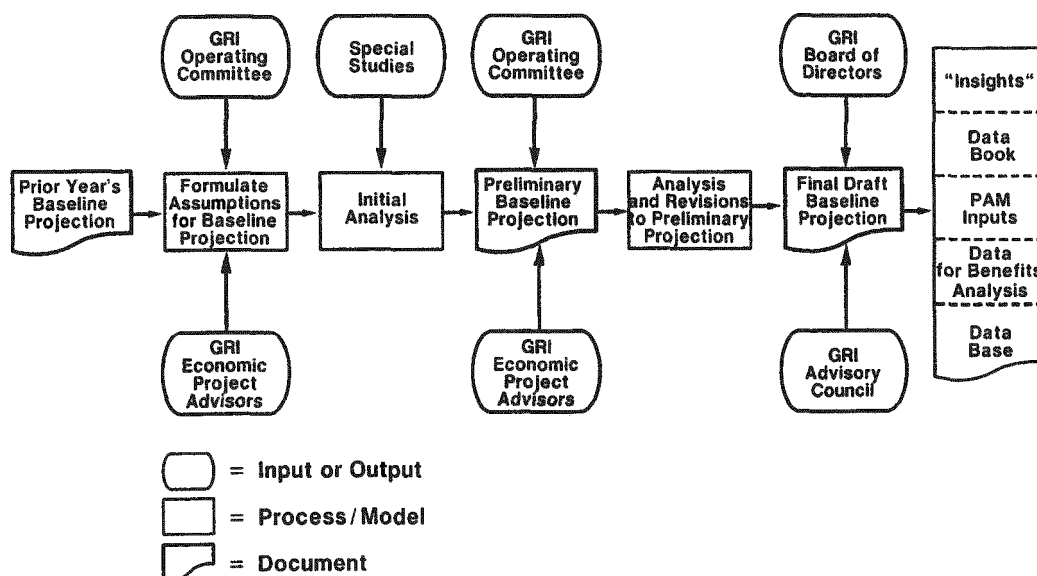 GRI
Operating
Committee
Special
Studies
GRI
Operating
Committee
GRI
Board of
Directors
Prior Year's
Baseline
Projection
Formulate
Assumptions
for Baseline
Projection
Initial
Analysis
Preliminary
Baseline
Projection
Analysis
and Revisions
to Preliminary
Projection
Final Draft
Baseline
Projection
"Insights"
Data
Book
PAM
Inputs
Data
for Benefits
Analysis
Data
Base
GRI
Economic
Project
Advisors
GRI
Economic
Project
Advisors
GRI
Advisory
Council
= Input or Output
= Process/Model
= Document